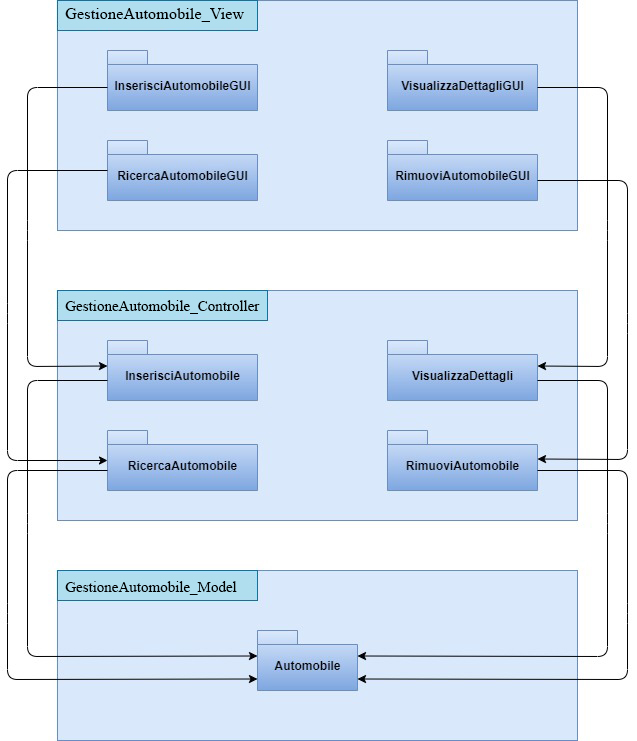 GestioneAutomobile_View
InserisciAutomobileGUI
VisualizzaDettagliGUI
RicercaAutomobileGUI
RimuoviAutomobileGUI
GestioneAutomobile_Controller
InserisciAutomobile
VisualizzaDettagli
RicercaAutomobile
RimuoviAutomobile
GestioneAutomobile_Model
Automobile